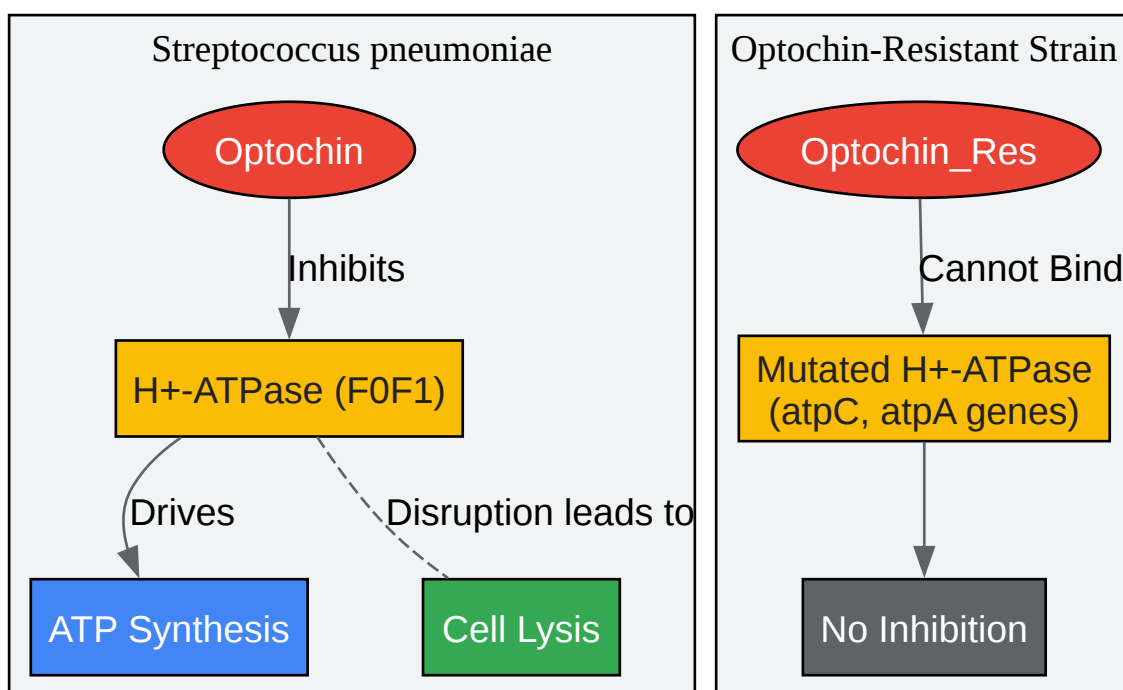 Streptococcus pneumoniae
Optochin
Inhibits
H+-ATPase (F0F1)
Drives
Disruption leads to
ATP Synthesis
Cell Lysis
Optochin-Resistant Strain
Optochin_Res
Cannot Bind
Mutated H+-ATPase
(atpC, atpA genes)
No Inhibition